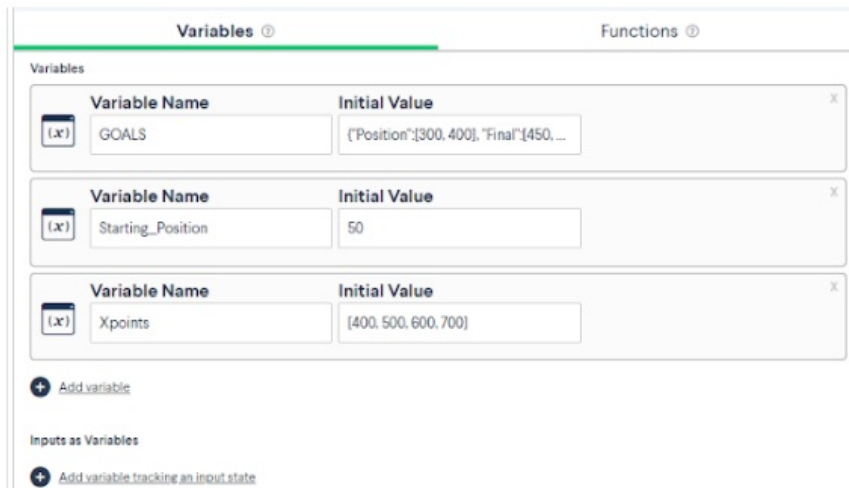 Variables
Functions
Variables
Variable Name Initial Value
X
(x) GOALS {"Position":[300, 400], "Final":[450, ...
Variable Name Initial Value
X
(x) Starting_Position 50
Variable Name Initial Value
X
(x) Xpoints [400, 500, 600, 700]
Add variable
Inputs as Variables
Add variable tracking an input state